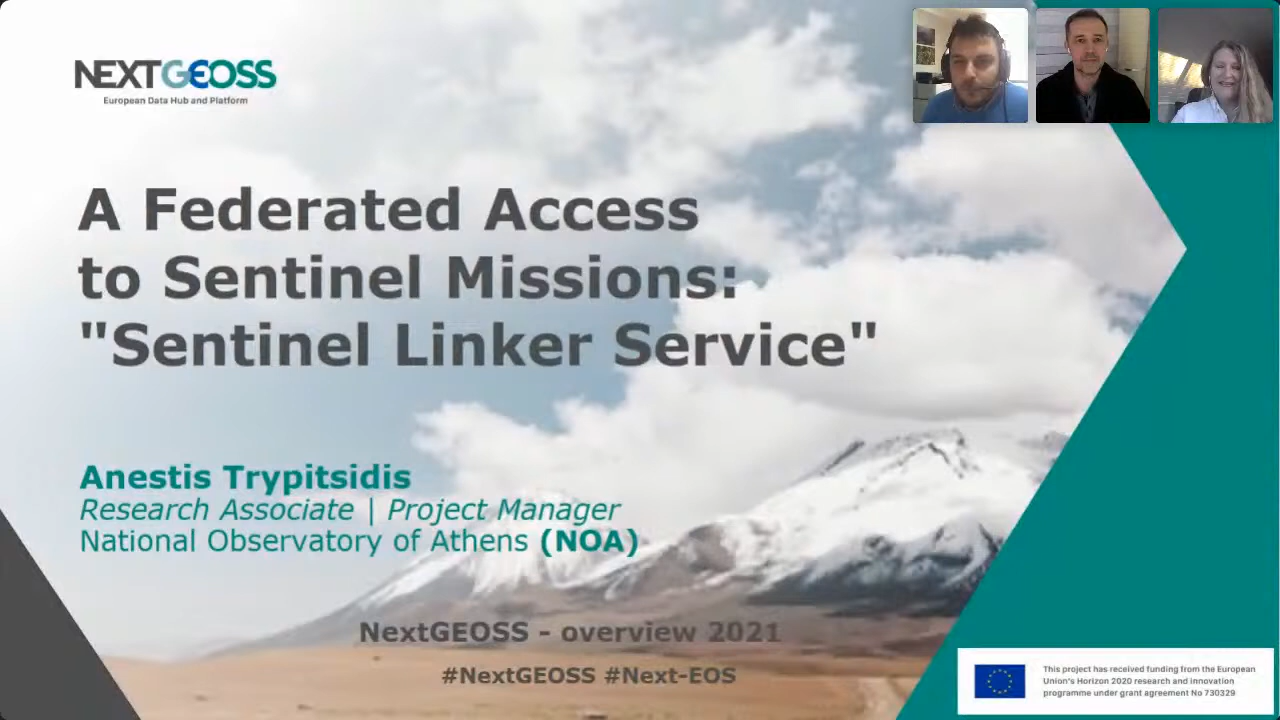 NEXTGEOSS
European Data Hub and Platform
A Federated Access
to Sentinel Missions:
"Sentinel Linker Service"
Anestis Trypitsidis
Research Associate | Project Manager
National Observatory of Athens (NOA)
NextGEOSS - overview 2021
#NextGEOSS #Next-EOS
This project has received funding from the European
Union's Horizon 2020 research and innovation
programme under grant agreement No 730329